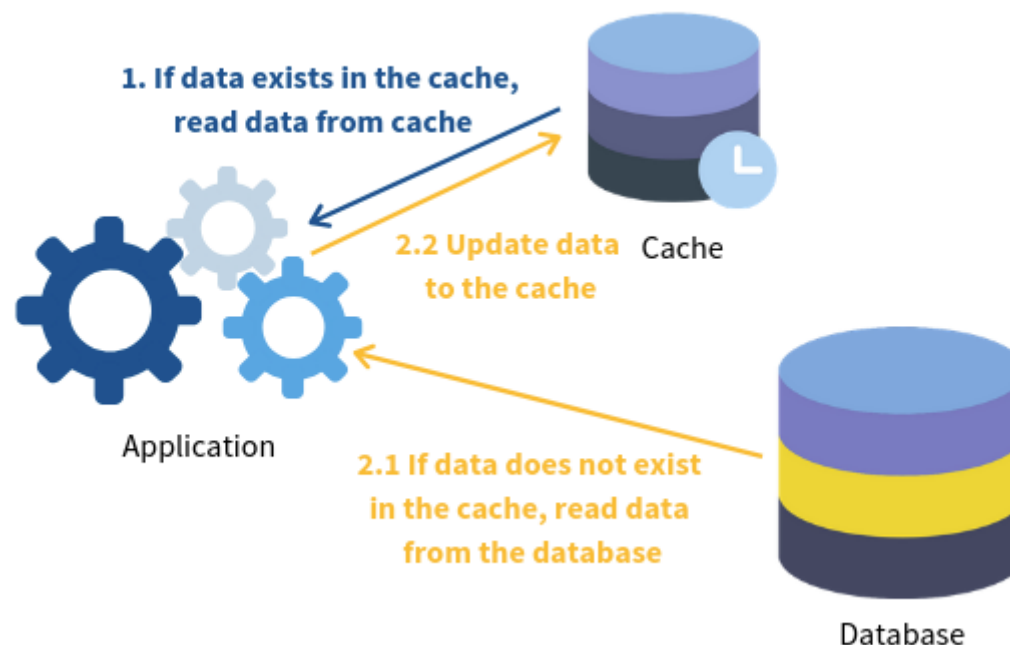 1. If data exists in the cache,
read data from cache
2.2 Update data
to the cache
Cache
Application
2.1 If data does not exist
in the cache, read data
from the database
Database